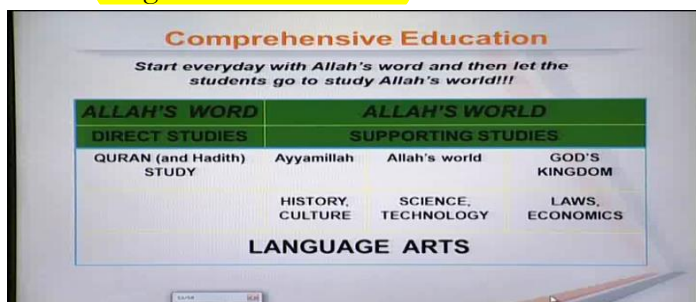 Comprehensive Education
Start everyday with Allah's word and then let the
students go to study Allah's world!!!
ALLAH'S WORD ALLAH'S WORLD
DIRECT STUDIES SUPPORTING STUDIES
QURAN (and Hadith) Ayyamillah Allah's world GOD'S
STUDY KINGDOM
HISTORY, SCIENCE, LAWS,
CULTURE TECHNOLOGY ECONOMICS
LANGUAGE ARTS